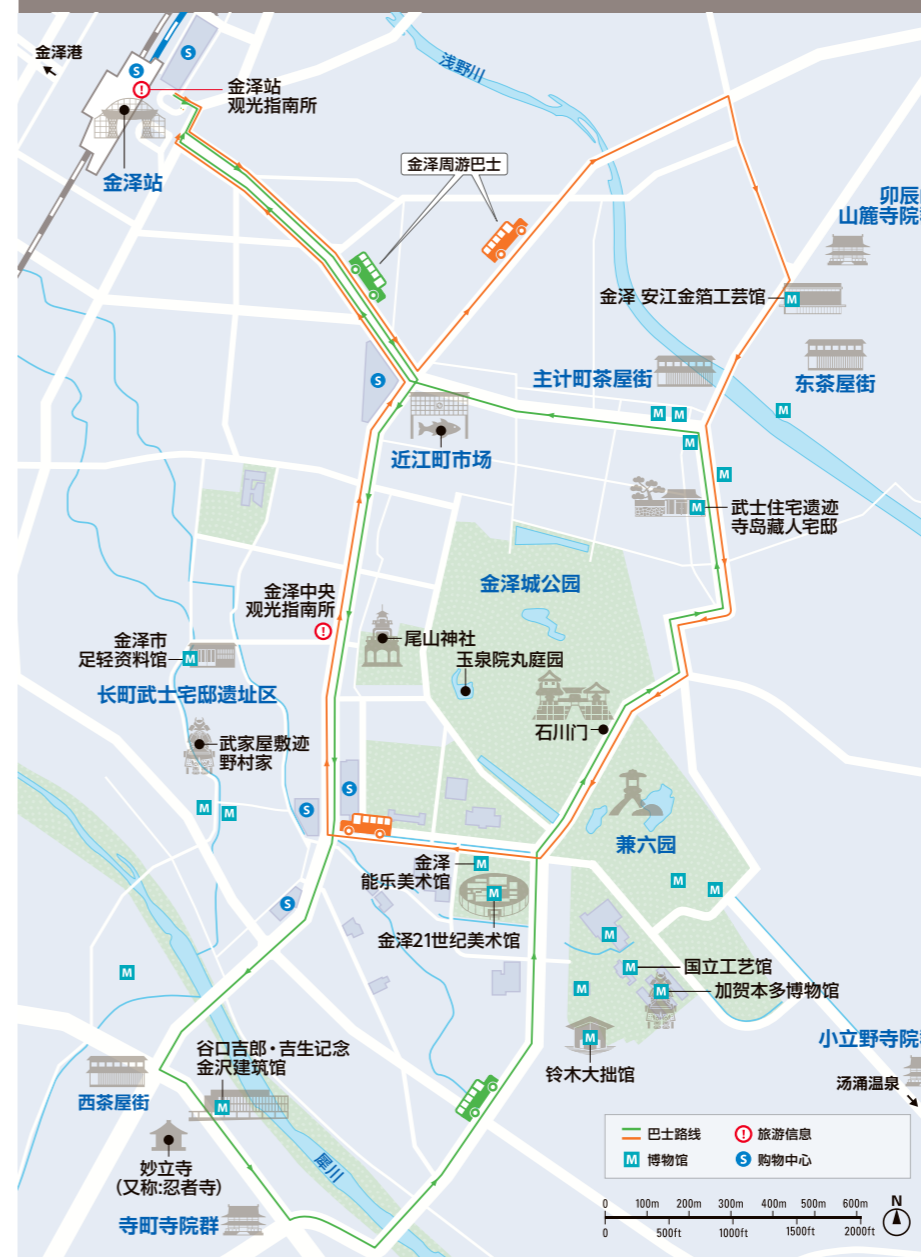 金泽港
S
S
金泽站
观光指南所
金泽站
浅野川
金泽周游巴士
卯辰
山麓寺院
金泽 安江金箔工芸馆
M
主计町茶屋街
东茶屋街
S
M M
M
M
M
近江町市场
M
武士住宅遗迹
寺岛藏人宅邸
金泽城公园
金泽中央
观光指南所
尾山神社
玉泉院丸庭园
金泽市
足轻资料馆
M
长町武士宅邸遗址区
石川门
武家屋敷迹
野村家
M
M
S
S
兼六园
金泽
能乐美术馆
M
M
M
M
S
金泽21世纪美术馆
M
M
M
国立工艺馆
M
M
加贺本多博物馆
M
铃木大拙馆
谷口吉郎·吉生记念
金沢建筑馆
M
小立野寺院
汤涌温泉
西茶屋街
妙立寺
(又称:忍者寺)
犀川
寺町寺院群
巴士路线
旅游信息
M 博物馆
S 购物中心
0 100m 200m 300m 400m 500m 600m
0 500ft 1000ft 1500ft 2000ft
N